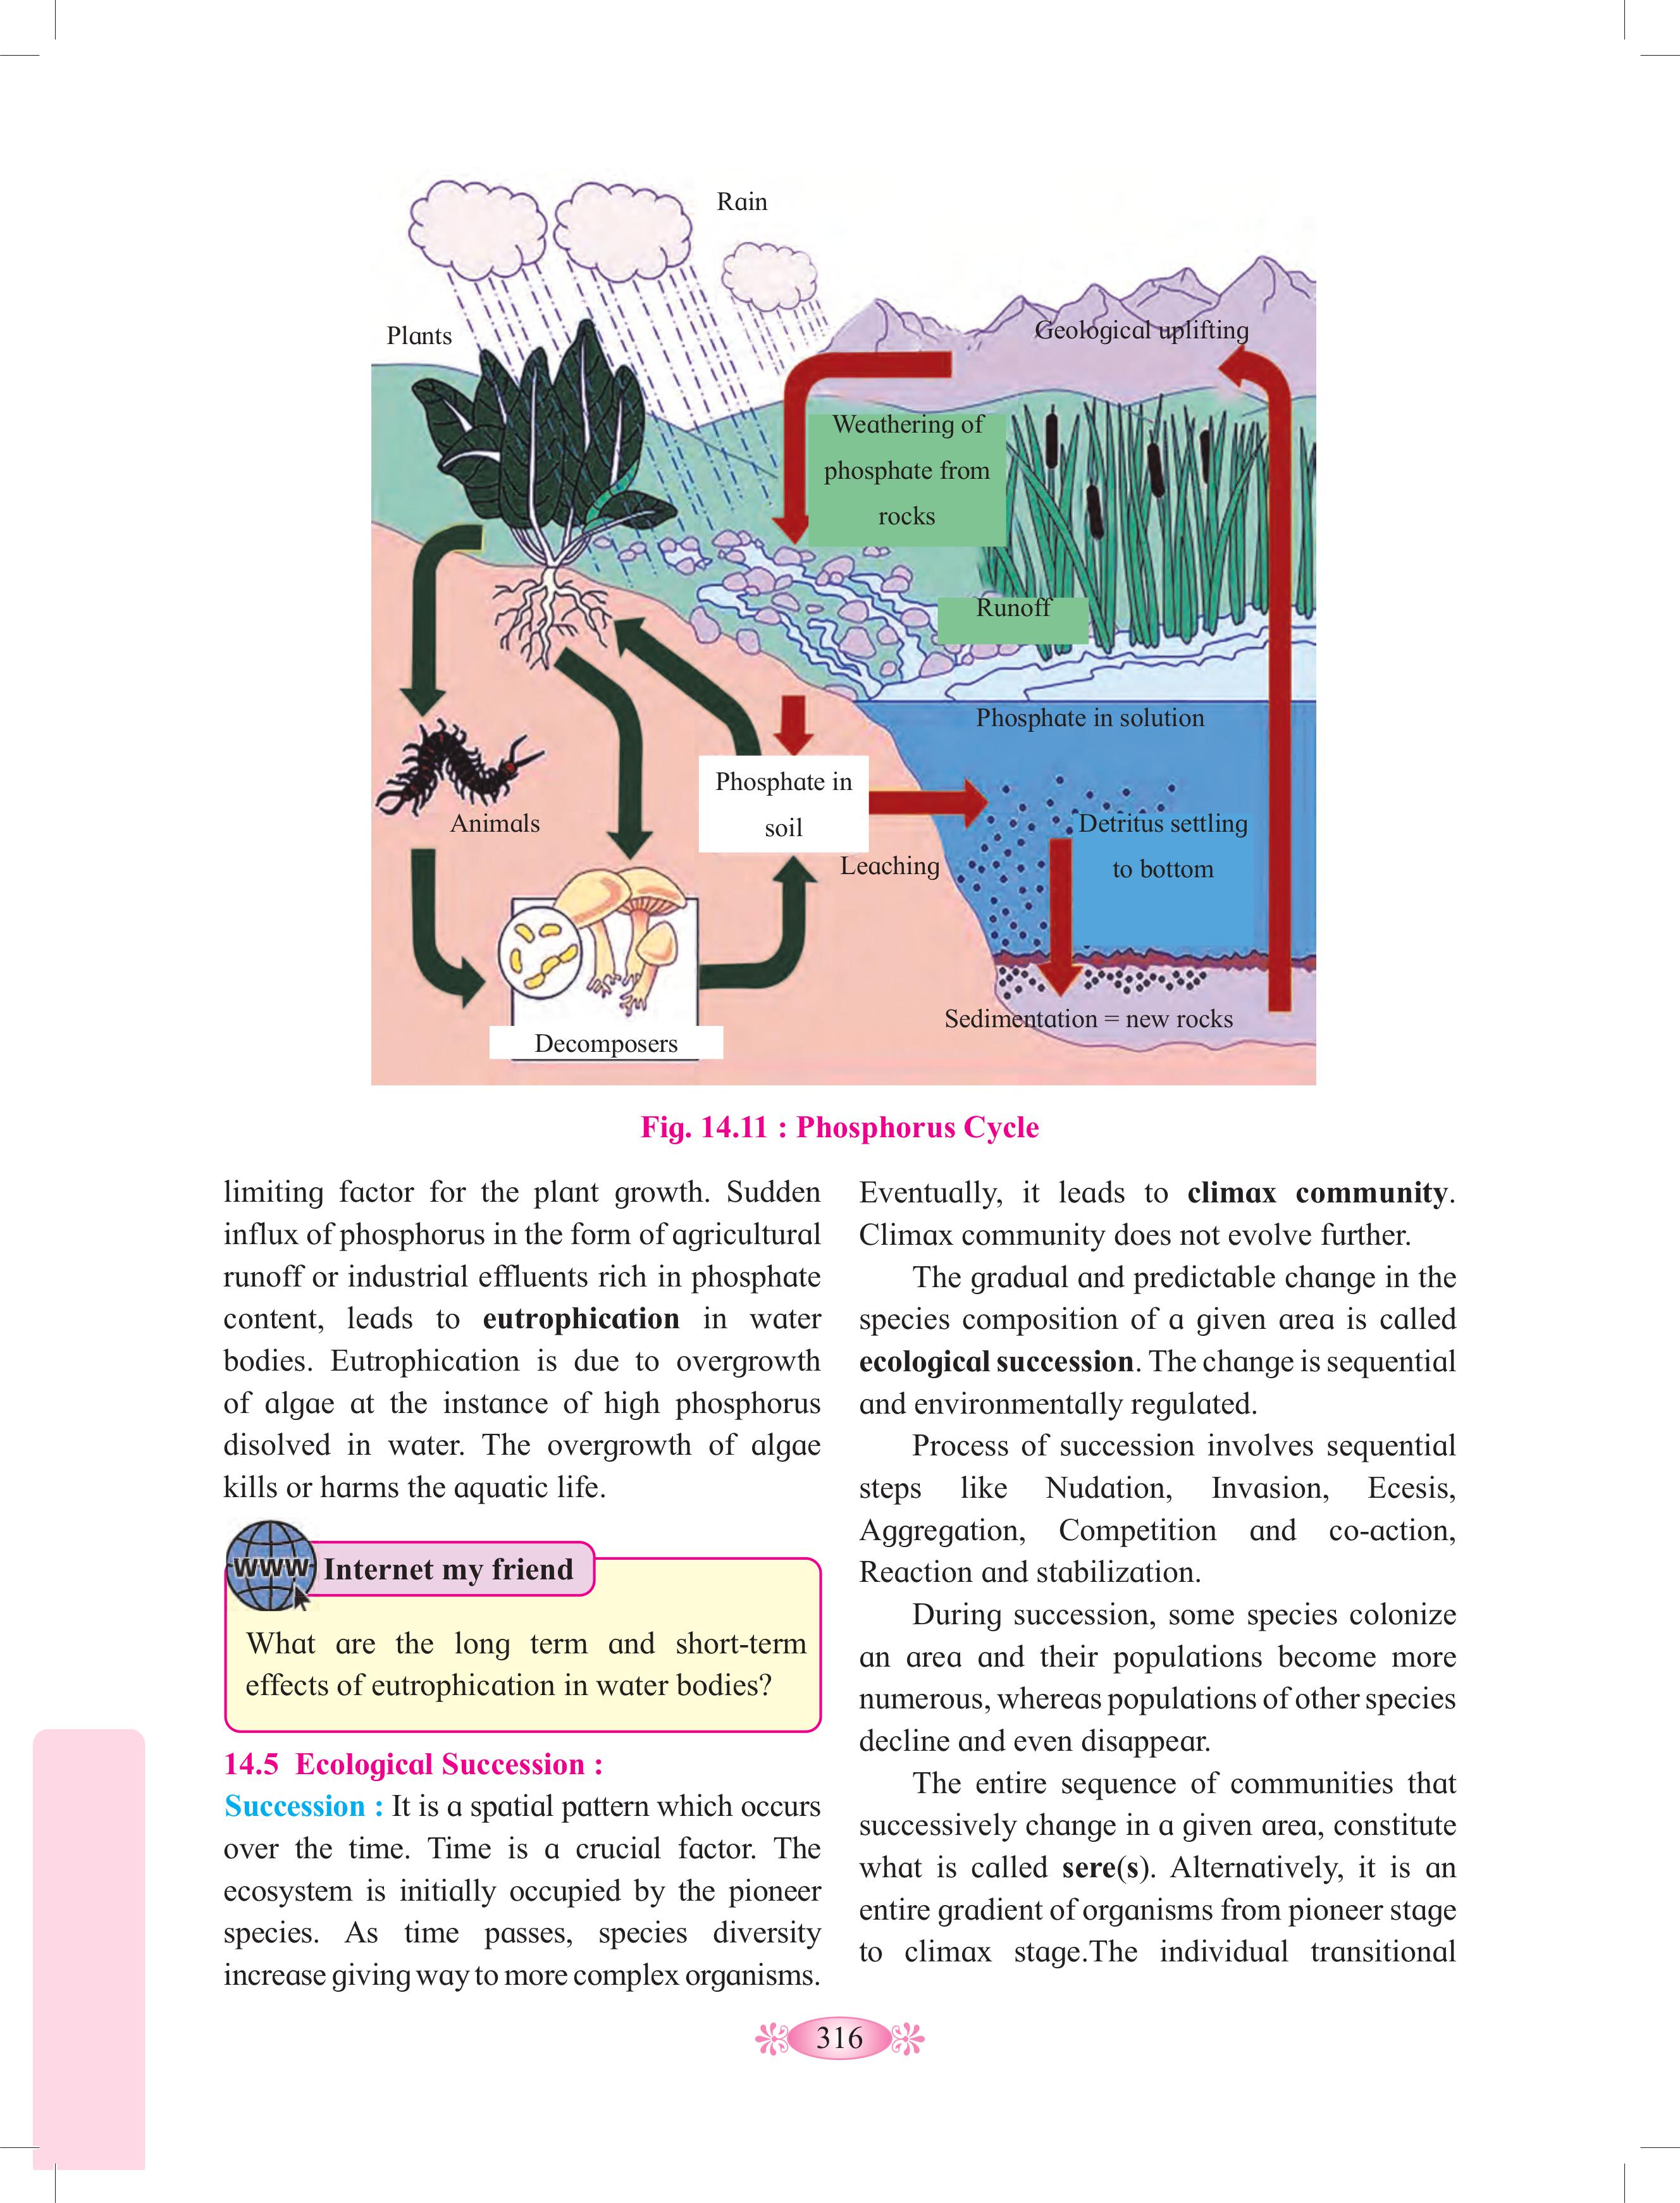 Rain
Plants
Geological uplifting
Weathering of
phosphate from
rocks
Runoff
Phosphate in solution
Phosphate in
soil
Animals
Detritus settling
to bottom
Leaching
Sedimentation = new rocks
Decomposers
Fig. 14.11 : Phosphorus Cycle
limiting factor for the plant growth. Sudden
influx of phosphorus in the form of agricultural
runoff or industrial effluents rich in phosphate
content, leads to eutrophication in water
bodies. Eutrophication is due to overgrowth
of algae at the instance of high phosphorus
disolved in water. The overgrowth of algae
kills or harms the aquatic life.
www Internet my friend
What are the long term and short-term
effects of eutrophication in water bodies?
14.5 Ecological Succession :
Succession : It is a spatial pattern which occurs
over the time. Time is a crucial factor. The
ecosystem is initially occupied by the pioneer
species. As time passes, species diversity
increase giving way to more complex organisms.
Eventually, it leads to climax community.
Climax community does not evolve further.
The gradual and predictable change in the
species composition of a given area is called
ecological succession. The change is sequential
and environmentally regulated.
Process of succession involves sequential
steps like Nudation, Invasion, Ecesis,
Aggregation, Competition and co-action,
Reaction and stabilization.
During succession, some species colonize
an area and their populations become more
numerous, whereas populations of other species
decline and even disappear.
The entire sequence of communities that
successively change in a given area, constitute
what is called sere(s). Alternatively, it is an
entire gradient of organisms from pioneer stage
to climax stage.The individual transitional
316